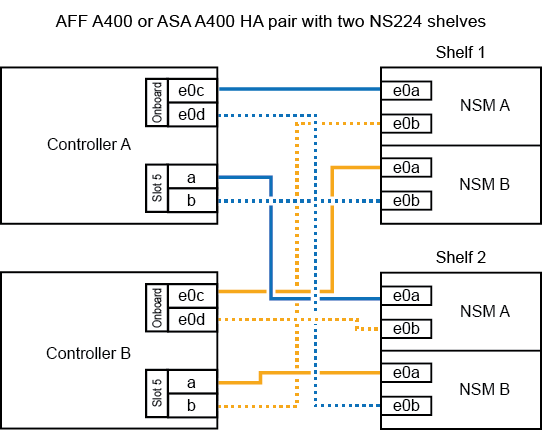 AFF A400 or ASA A400 HA pair with two NS224 shelves
Shelf 1
Controller A
Onboard
e0c
e0d
Slot 5
a
b
e0a
e0b
NSM A
e0a
e0b
NSM B
Shelf 2
Controller B
Onboard
e0c
e0d
Slot 5
a
b
e0a
e0b
NSM A
e0a
e0b
NSM B